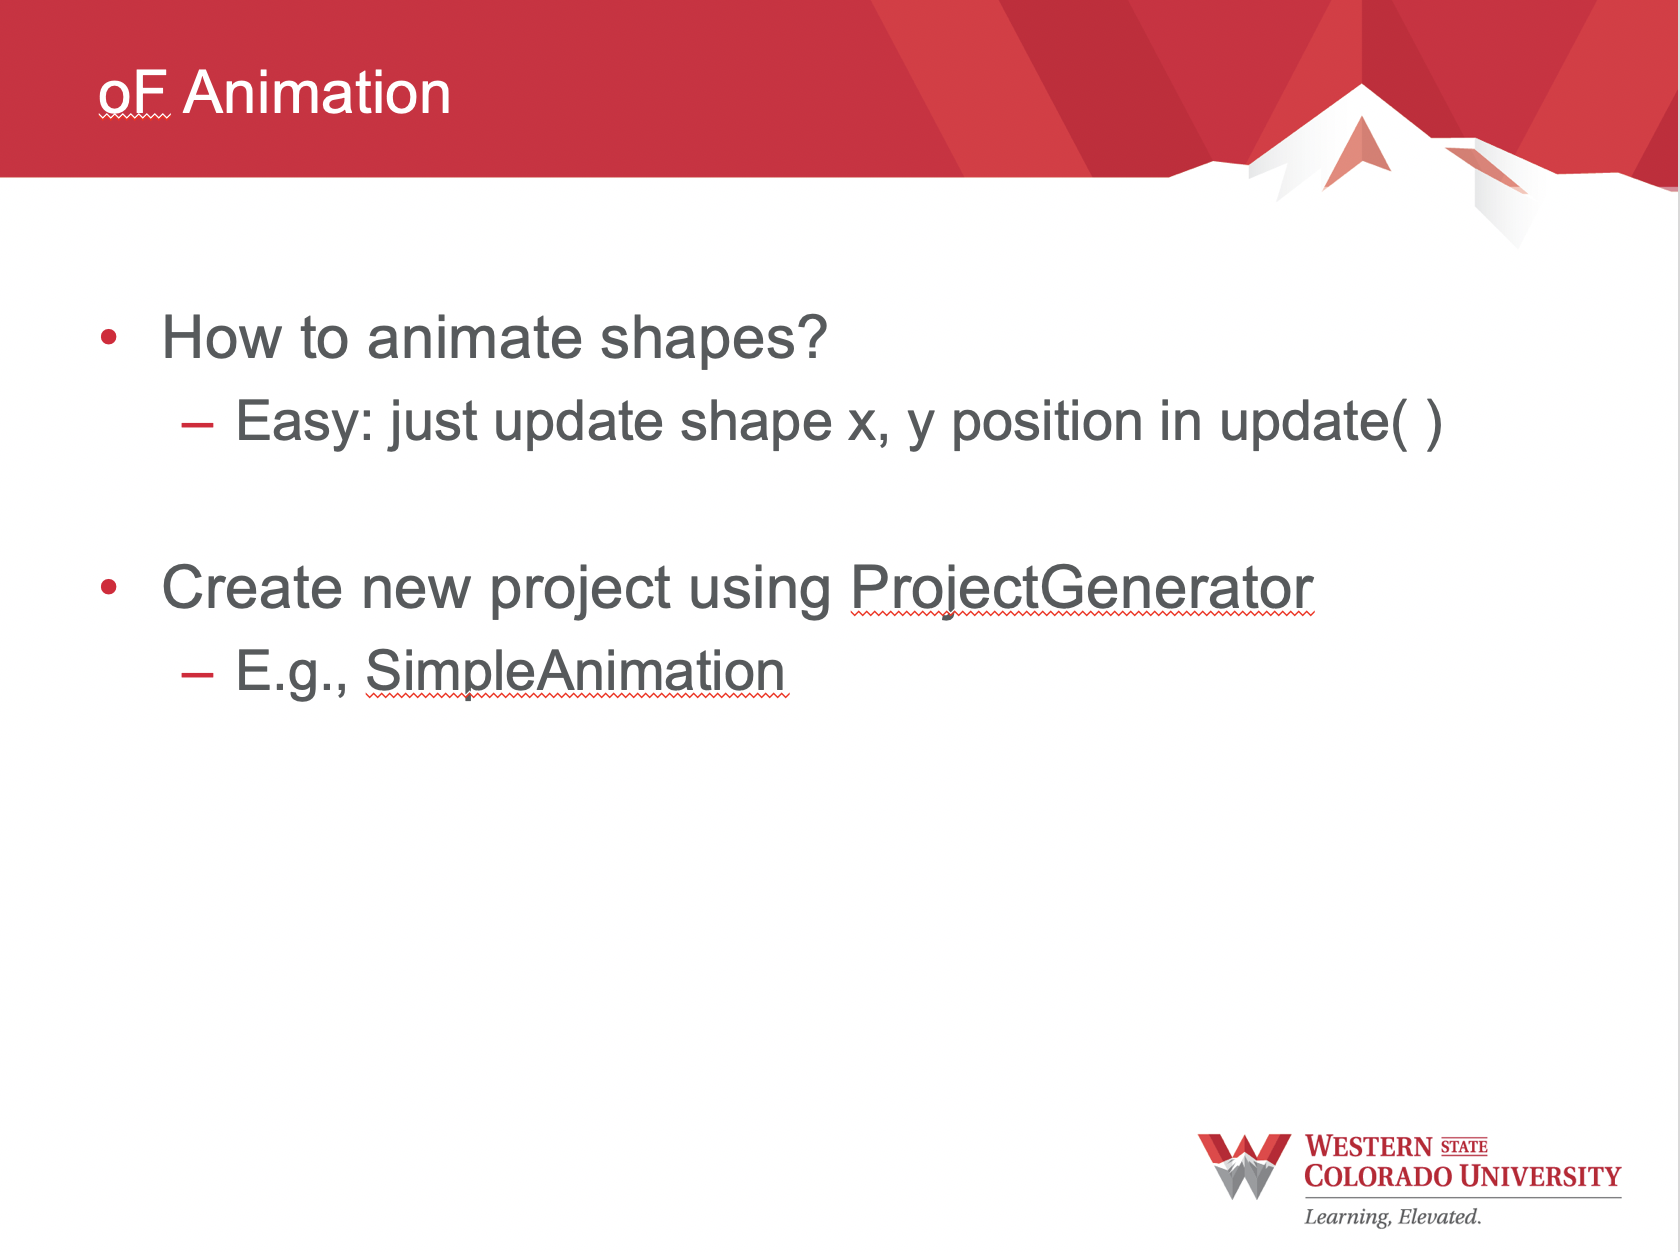 oF Animation
• How to animate shapes?
– Easy: just update shape x, y position in update( )
• Create new project using ProjectGenerator
– E.g., SimpleAnimation
WESTERN STATE
COLORADO UNIVERSITY
Learning, Elevated.